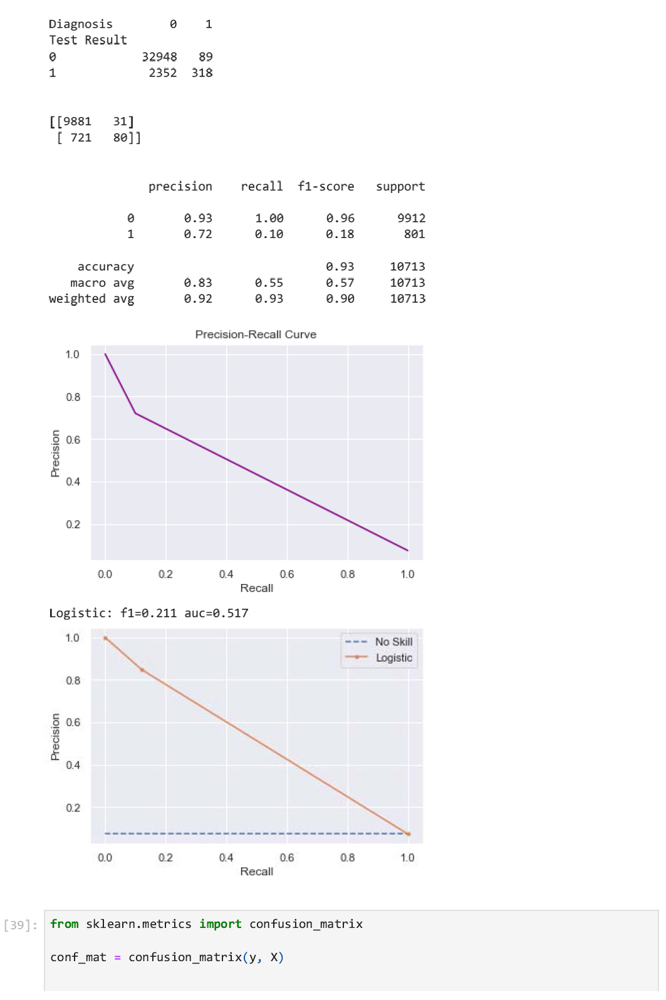 Diagnosis 0 1
Test Result
0 32948 89
1 2352 318
[[9881 31]
[ 721 80]]
precision recall f1-score support
0 0.93 1.00 0.96 9912
1 0.72 0.10 0.18 801
accuracy 0.93 10713
macro avg 0.83 0.55 0.57 10713
weighted avg 0.92 0.93 0.90 10713
Precision-Recall Curve
1.0
0.8
0.6
0.4
0.2
Precision
0.0 0.2 0.4 0.6 0.8 1.0
Recall
Logistic: f1=0.211 auc=0.517
1.0
0.8
0.6
0.4
0.2
Precision
No Skill
Logistic
0.0 0.2 0.4 0.6 0.8 1.0
Recall
[39]: from sklearn.metrics import confusion_matrix
conf_mat = confusion_matrix(y, X)